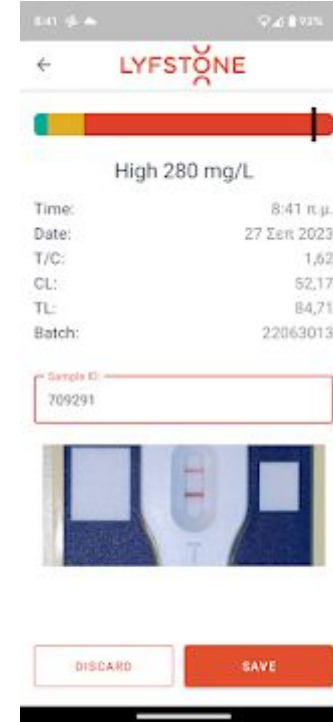 8:41 93%
LYFSTONE
High 280 mg/L
Time: 8:41 π.μ.
Date: 27 Σεπ 2023
T/C: 1,62
CL: 52,17
TL: 84,71
Batch: 22063013
Sample ID:
709291
T
DISCARD SAVE